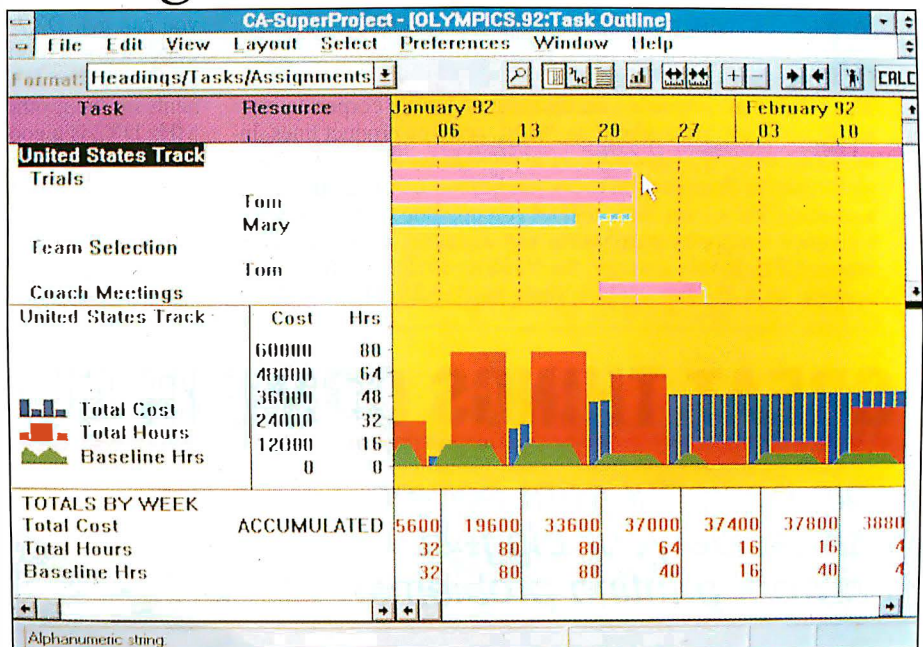 CA-SuperProject - [OLYMPICS.92:Task Outline]
File Edit View Layout Select Preferences Window Help
Format: Headings/Tasks/Assignments CALC
Task Resource January 92 February 92
06 13 20 27 03 10
United States Track
Trials
Tom
Mary
Team Selection
Tom
Coach Meetings
United States Track Cost Hrs
60000 80
48000 64
36000 48
Total Cost 24000 32
Total Hours 12000 16
Baseline Hrs 0 0
TOTALS BY WEEK
Total Cost ACCUMULATED 5600 19600 33600 37000 37400 37800 3880
Total Hours 32 80 80 64 16 16 4
Baseline Hrs 32 80 80 40 16 40 4
Alphanumeric string.